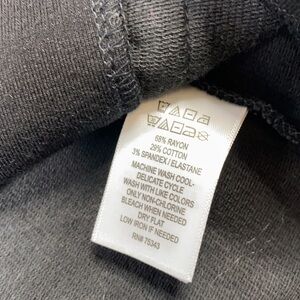 68% RAYON
29% COTTON
3% SPANDEX / ELASTANE
MACHINE WASH COOL-
DELICATE CYCLE
WASH WITH LIKE COLORS
ONLY NON-CHLORINE
BLEACH WHEN NEEDED
DRY FLAT
LOW IRON IF NEEDED
RN# 75343